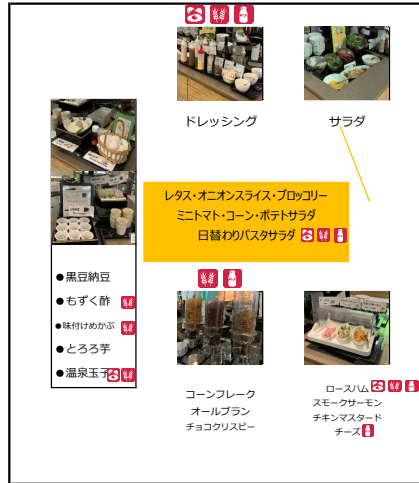 ドレッシング
サラダ
レタス・オニオンスライス・ブロッコリー
ミニトマト・コーン・ポテトサラダ
日替わりパスタサラダ
●黒豆納豆
●もずく酢
●味付けめかぶ
●とろろ芋
●温泉玉子
コーンフレーク
オールブラン
チョコクリスピー
ロースハム
スモークサーモン
チキンマスタード
チーズ